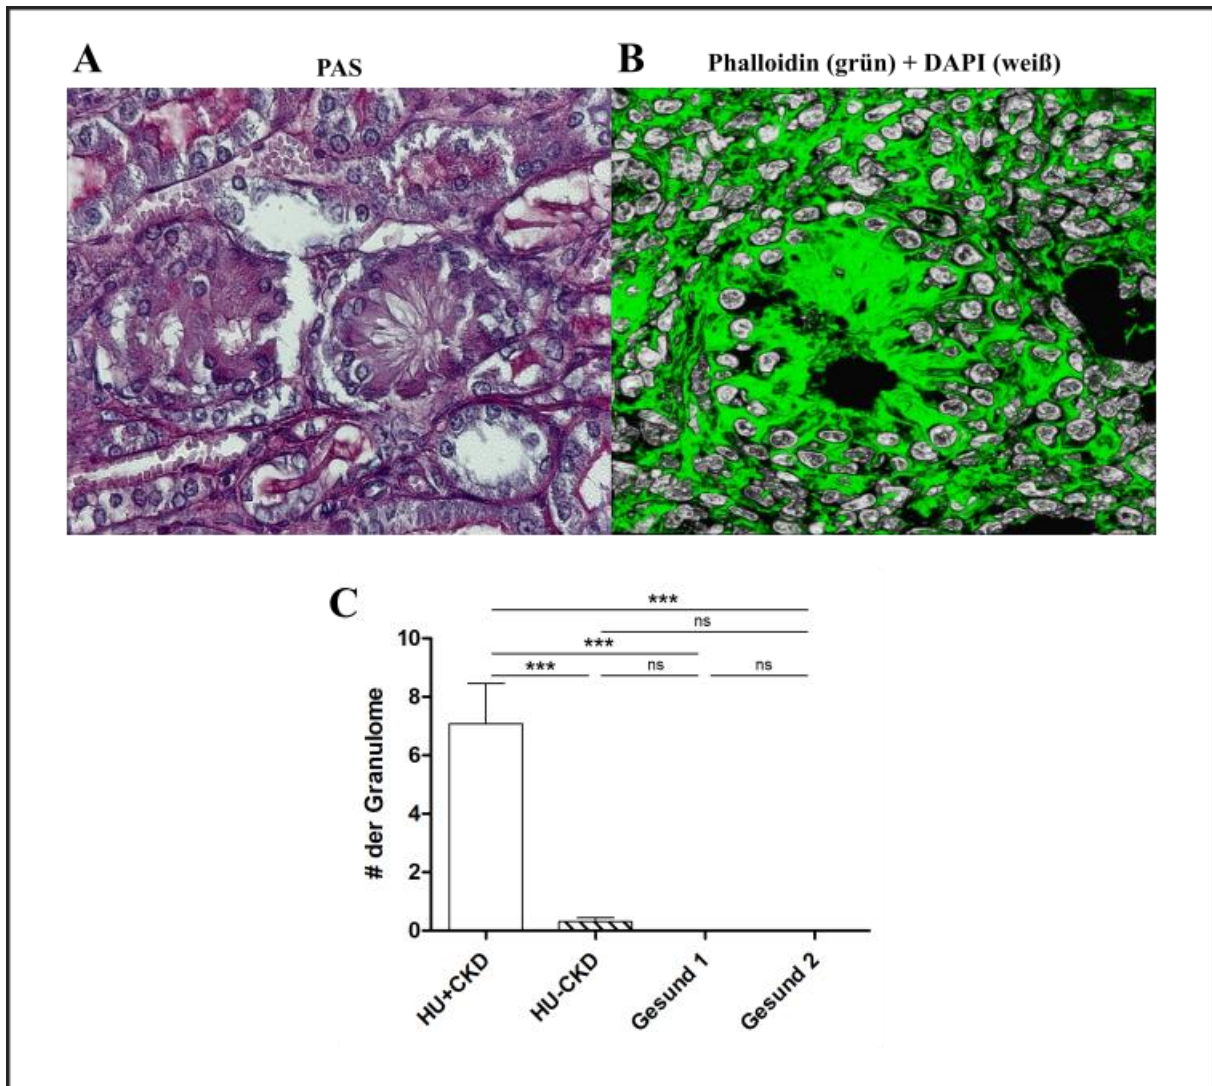 A
PAS
B
Phalloidin (grün) + DAPI (weiß)
C
***
ns
***
***
ns
ns
10
8
6
4
2
0
# der Granulome
HU+CKD
HU-CKD
Gesund 1
Gesund 2